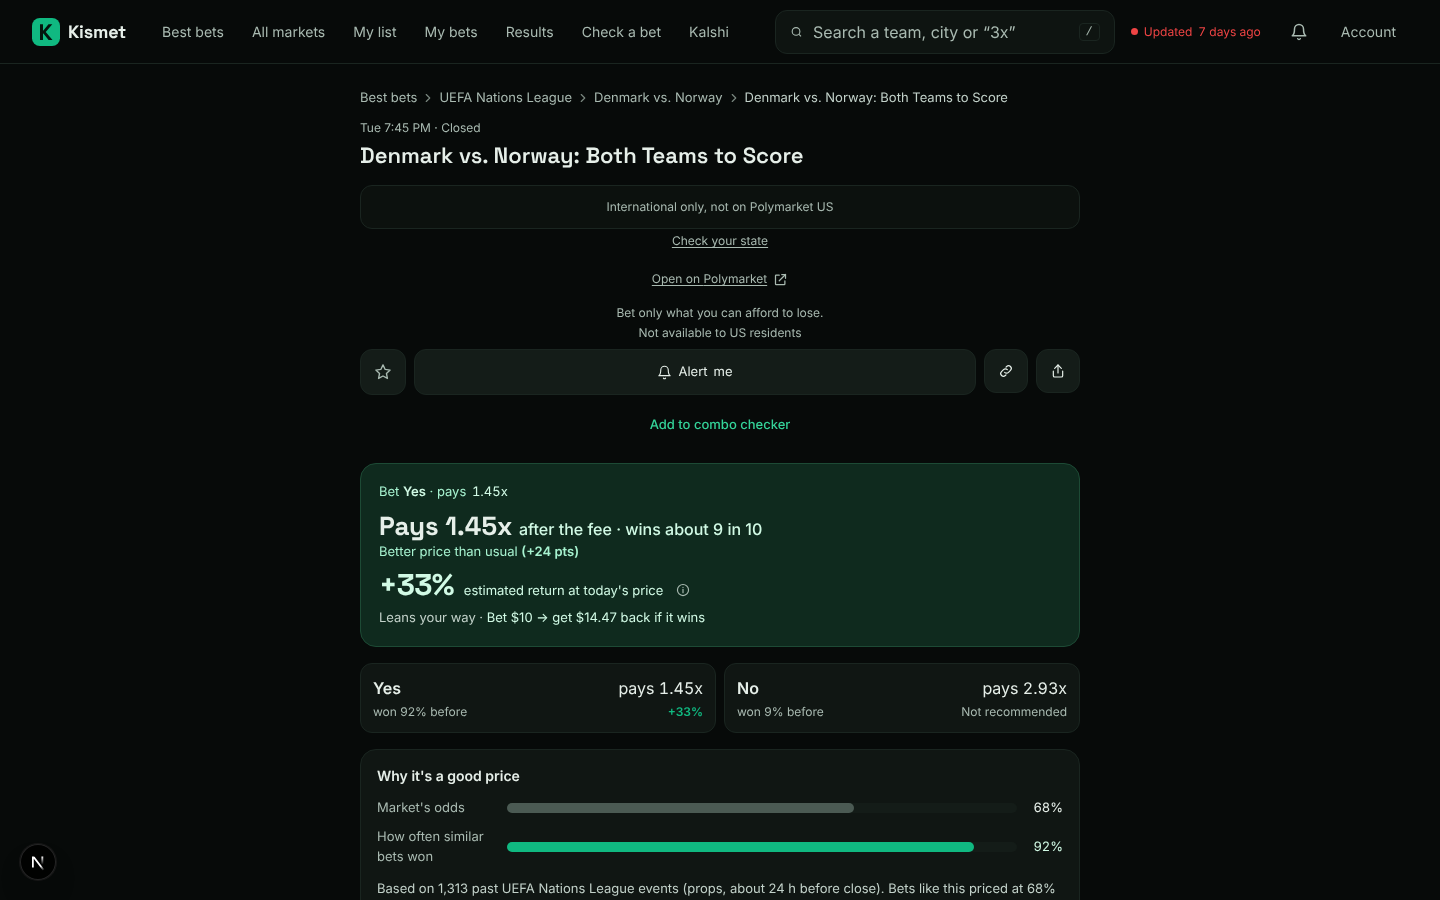 K Kismet Best bets All markets My list My bets Results Check a bet Kalshi Search a team, city or “3x” / Updated 7 days ago Account
Best bets > UEFA Nations League > Denmark vs. Norway > Denmark vs. Norway: Both Teams to Score
Tue 7:45 PM · Closed
Denmark vs. Norway: Both Teams to Score
International only, not on Polymarket US
Check your state
Open on Polymarket
Bet only what you can afford to lose.
Not available to US residents
Alert me
Add to combo checker
Bet Yes · pays 1.45x
Pays 1.45x after the fee · wins about 9 in 10
Better price than usual (+24 pts)
+33% estimated return at today's price
Leans your way · Bet $10 → get $14.47 back if it wins
Yes pays 1.45x
won 92% before +33%
No pays 2.93x
won 9% before Not recommended
Why it's a good price
Market's odds 68%
How often similar
bets won 92%
Based on 1,313 past UEFA Nations League events (props, about 24 h before close). Bets like this priced at 68%
N